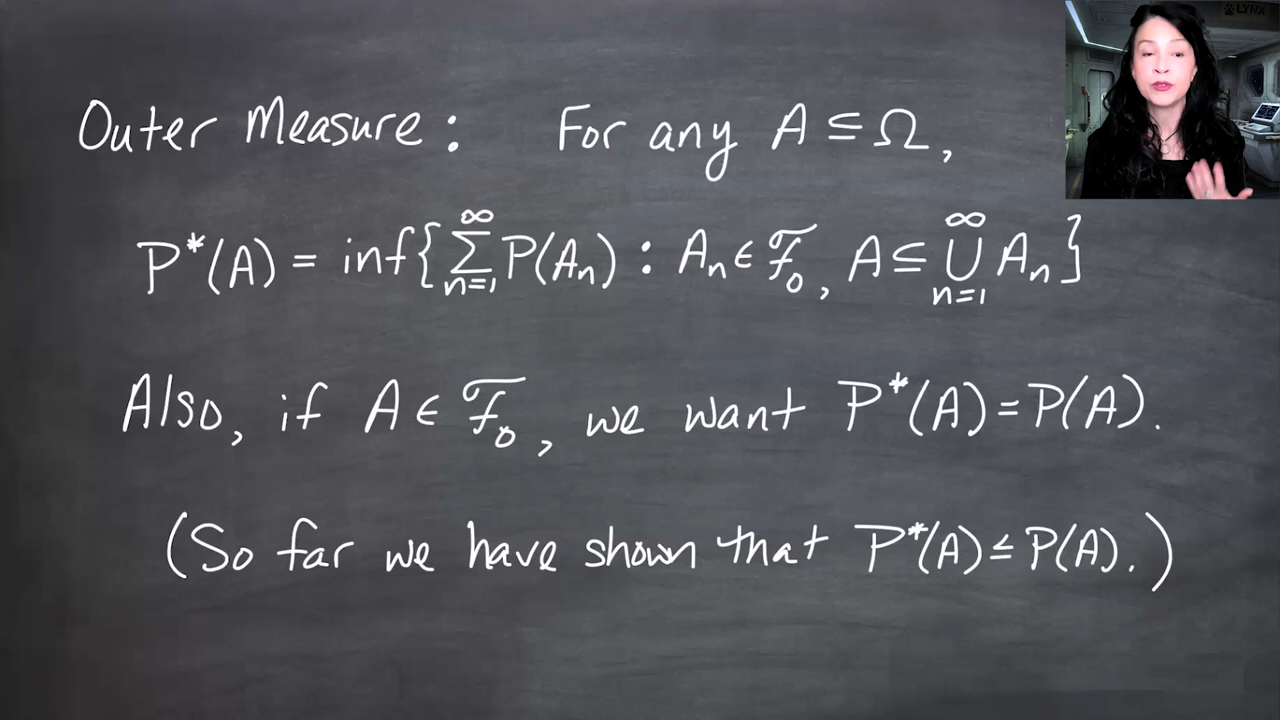 LYNX
Outer Measure: For any A ⊆ Ω,
P*(A) = inf{ ∑_{n=1}^{∞} P(A_n) : A_n ∈ ℱ_0, A ⊆ ⋃_{n=1}^{∞} A_n }
Also, if A ∈ ℱ_0, we want P*(A) = P(A).
(So far we have shown that P*(A) ≤ P(A).)